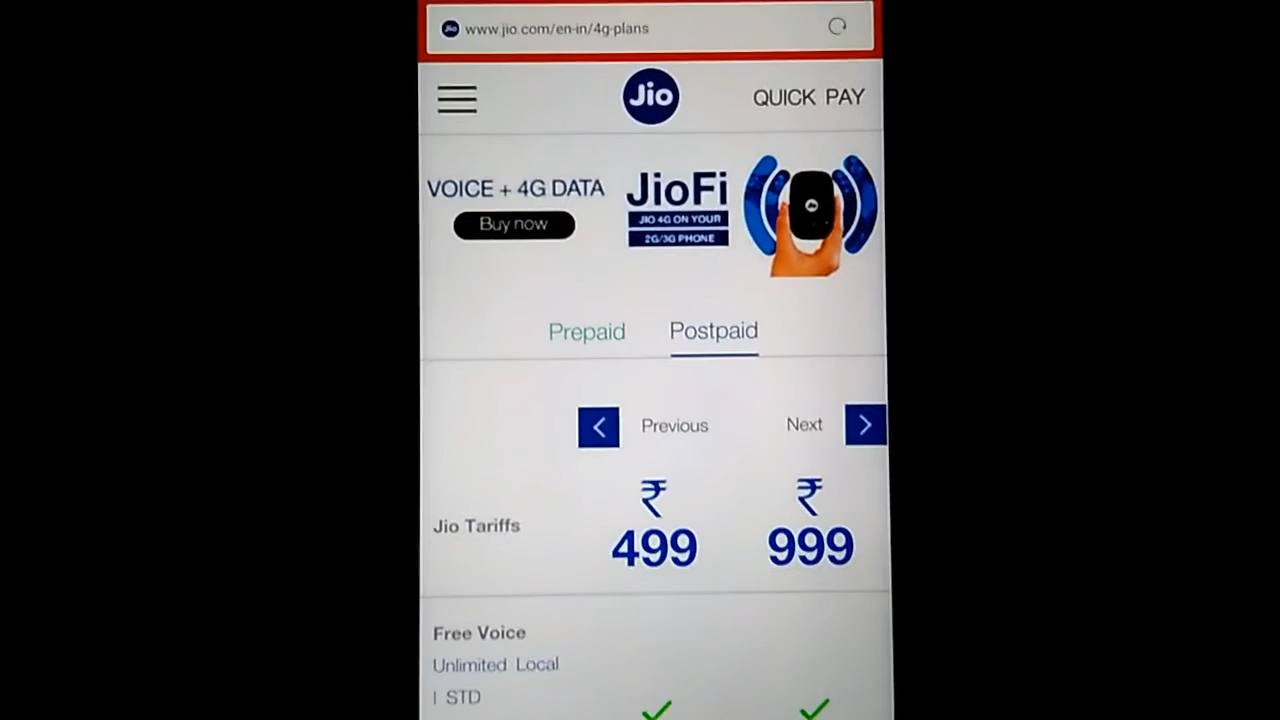 www.jio.com/en-in/4g-plans
Jio
QUICK PAY
VOICE + 4G DATA
Buy now
JioFi
JIO 4G ON YOUR
2G/3G PHONE
Prepaid
Postpaid
Previous
Next
Jio Tariffs
₹ 499
₹ 999
Free Voice
Unlimited Local
| STD